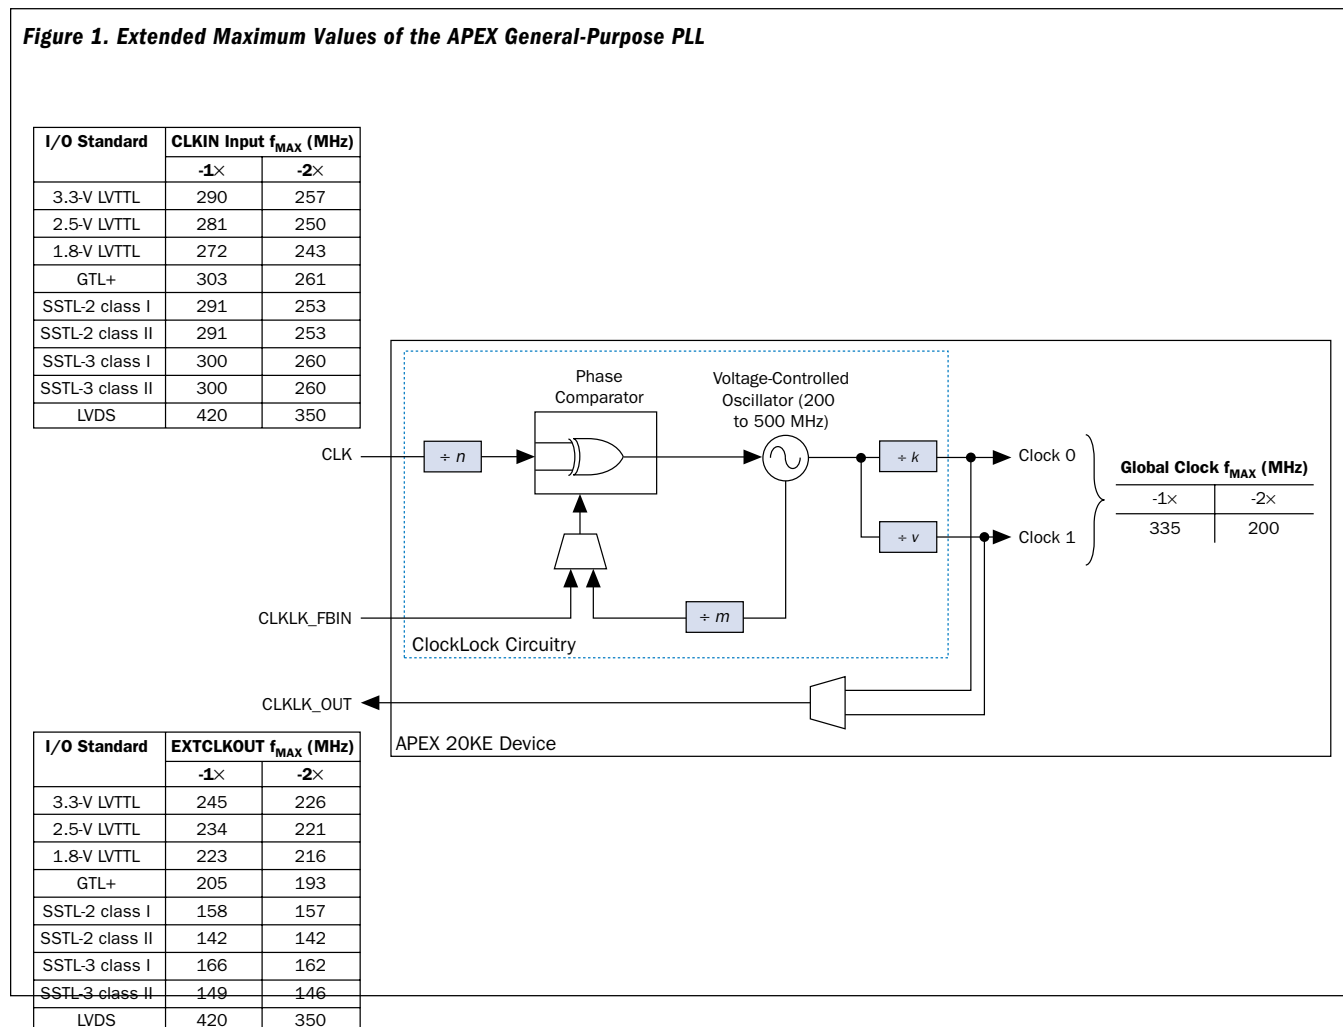 Figure 1. Extended Maximum Values of the APEX General-Purpose PLL
I/O Standard CLKIN Input fMAX (MHz)
-1× -2×
3.3-V LVTTL 290 257
2.5-V LVTTL 281 250
1.8-V LVTTL 272 243
GTL+ 303 261
SSTL-2 class I 291 253
SSTL-2 class II 291 253
SSTL-3 class I 300 260
SSTL-3 class II 300 260
LVDS 420 350
Phase
Comparator
Voltage-Controlled
Oscillator (200
to 500 MHz)
CLK
÷ n
÷ k
Clock 0
÷ v
Clock 1
Global Clock fMAX (MHz)
-1× -2×
335 200
CLKLK_FBIN
÷ m
ClockLock Circuitry
CLKLK_OUT
APEX 20KE Device
I/O Standard EXTCLKOUT fMAX (MHz)
-1× -2×
3.3-V LVTTL 245 226
2.5-V LVTTL 234 221
1.8-V LVTTL 223 216
GTL+ 205 193
SSTL-2 class I 158 157
SSTL-2 class II 142 142
SSTL-3 class I 166 162
SSTL-3 class II 149 146
LVDS 420 350